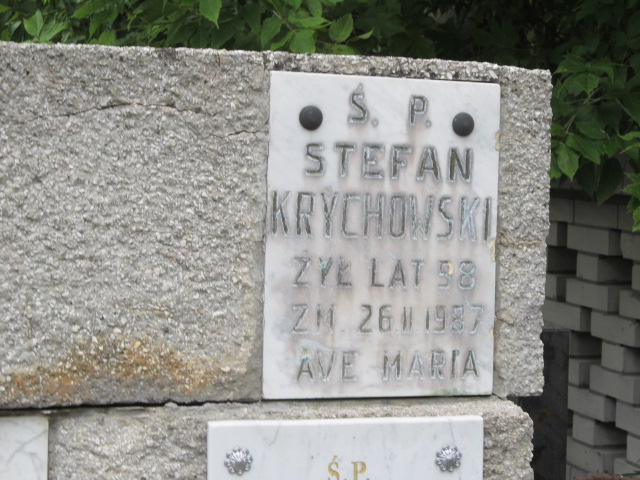 Ś. P.
STEFAN
KRYCHOWSKI
ŻYŁ LAT 58
ZM. 26.II 1987
AVE MARIA
Ś.P.